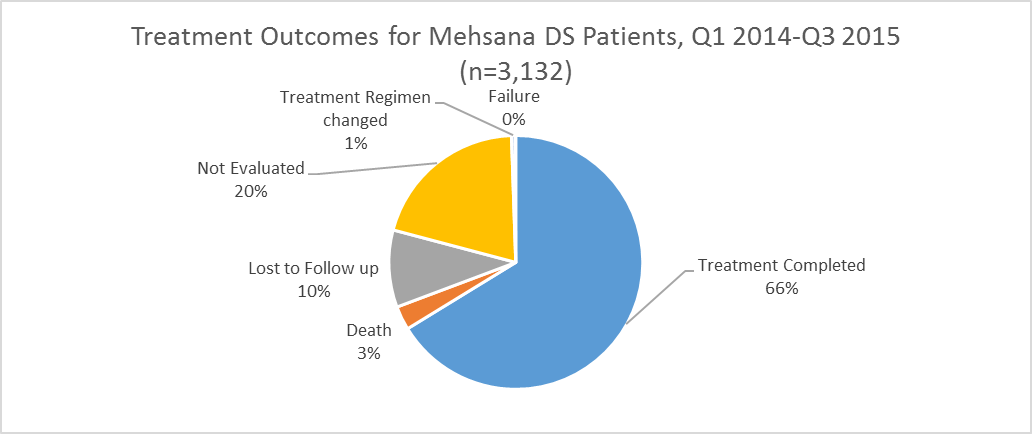 Treatment Outcomes for Mehsana DS Patients, Q1 2014-Q3 2015
(n=3,132)
Failure
0%
Treatment Regimen
changed
1%
Not Evaluated
20%
Lost to Follow up
10%
Death
3%
Treatment Completed
66%